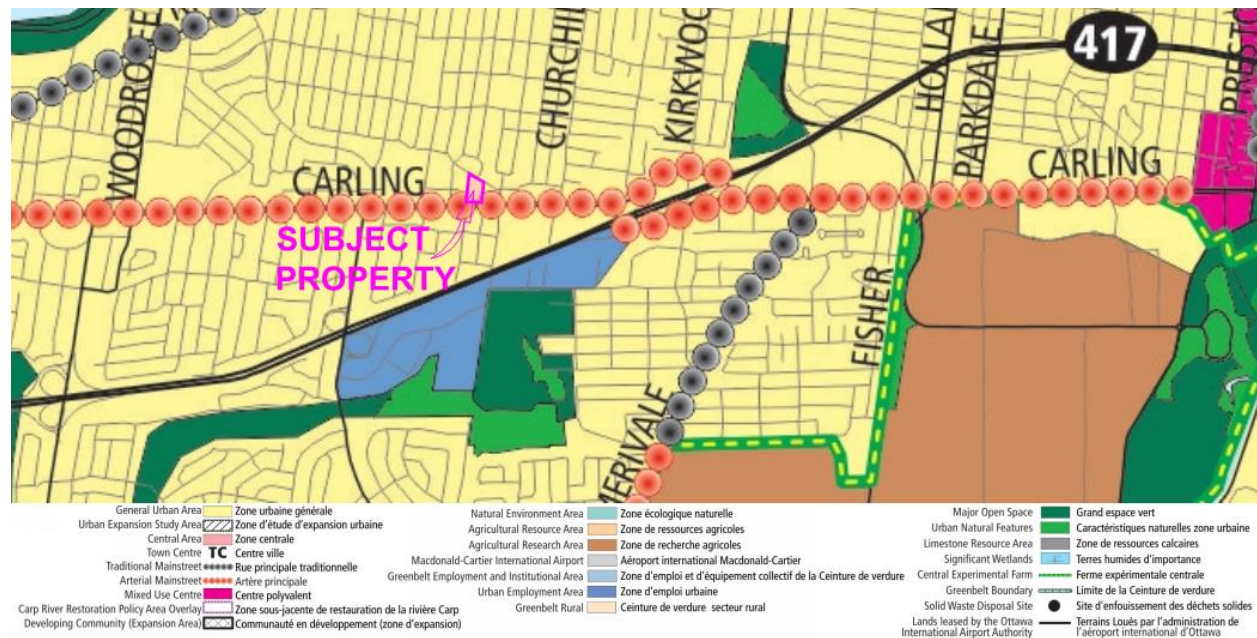 417
WOODROFFE
CHURCHILL
KIRKWOOD
HOLLA
PARKDALE
PREST
CARLING
CARLING
SUBJECT
PROPERTY
FISHER
MERIVALE
General Urban Area Zone urbaine générale
Urban Expansion Study Area Zone d'étude d'expansion urbaine
Central Area Zone centrale
Town Centre TC Centre ville
Traditional Mainstreet Rue principale traditionnelle
Arterial Mainstreet Artère principale
Mixed Use Centre Centre polyvalent
Carp River Restoration Policy Area Overlay Zone sous-jacente de restauration de la rivière Carp
Developing Community (Expansion Area) Communauté en développement (zone d'expansion)
Natural Environment Area Zone écologique naturelle
Agricultural Resource Area Zone de ressources agricoles
Agricultural Research Area Zone de recherche agricoles
Macdonald-Cartier International Airport Aéroport international Macdonald-Cartier
Greenbelt Employment and Institutional Area Zone d'emploi et d'équipement collectif de la Ceinture de verdure
Urban Employment Area Zone d'emploi urbaine
Greenbelt Rural Ceinture de verdure secteur rural
Major Open Space Grand espace vert
Urban Natural Features Caractéristiques naturelles zone urbaine
Limestone Resource Area Zone de ressources calcaires
Significant Wetlands Terres humides d'importance
Central Experimental Farm Ferme expérimentale centrale
Greenbelt Boundary Limite de la Ceinture de verdure
Solid Waste Disposal Site Site d'enfouissement des déchets solides
Lands leased by the Ottawa Terrains Loués par l'administration de
International Airport Authority l'aéroport international d'Ottawa